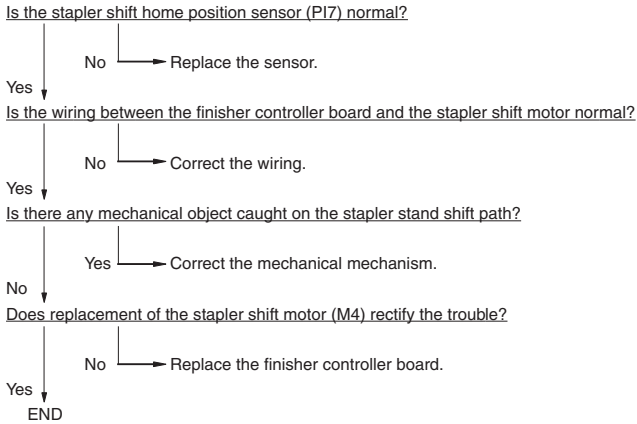 Is the stapler shift home position sensor (PI7) normal?
No Replace the sensor.
Yes
Is the wiring between the finisher controller board and the stapler shift motor normal?
No Correct the wiring.
Yes
Is there any mechanical object caught on the stapler stand shift path?
Yes Correct the mechanical mechanism.
No
Does replacement of the stapler shift motor (M4) rectify the trouble?
No Replace the finisher controller board.
Yes
END